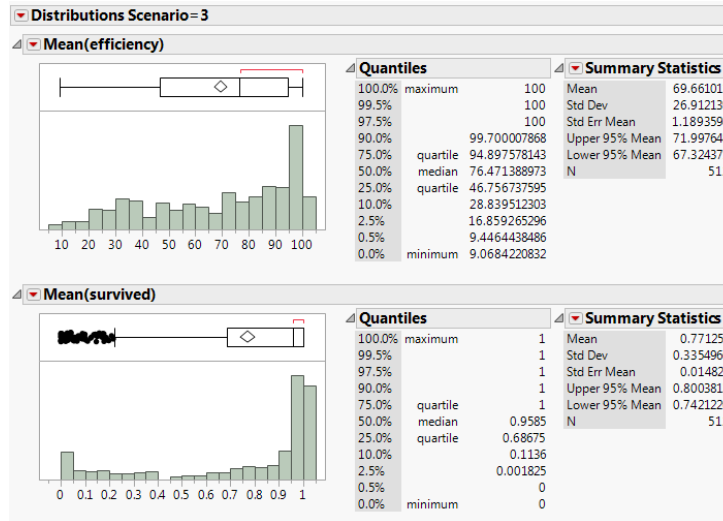 Distributions Scenario=3
Mean(efficiency)
10 20 30 40 50 60 70 80 90 100
Quantiles
100.0% maximum 100
99.5% 100
97.5% 100
90.0% 99.700007868
75.0% quartile 94.897578143
50.0% median 76.471388973
25.0% quartile 46.756737595
10.0% 28.839512303
2.5% 16.859265296
0.5% 9.4464438486
0.0% minimum 9.0684220832
Summary Statistics
Mean 69.66101
Std Dev 26.91213
Std Err Mean 1.189359
Upper 95% Mean 71.99764
Lower 95% Mean 67.32437
N 51
Mean(survived)
0 0.1 0.2 0.3 0.4 0.5 0.6 0.7 0.8 0.9 1
Quantiles
100.0% maximum 1
99.5% 1
97.5% 1
90.0% 1
75.0% quartile 1
50.0% median 0.9585
25.0% quartile 0.68675
10.0% 0.1136
2.5% 0.001825
0.5% 0
0.0% minimum 0
Summary Statistics
Mean 0.77125
Std Dev 0.335496
Std Err Mean 0.01482
Upper 95% Mean 0.800381
Lower 95% Mean 0.742122
N 51